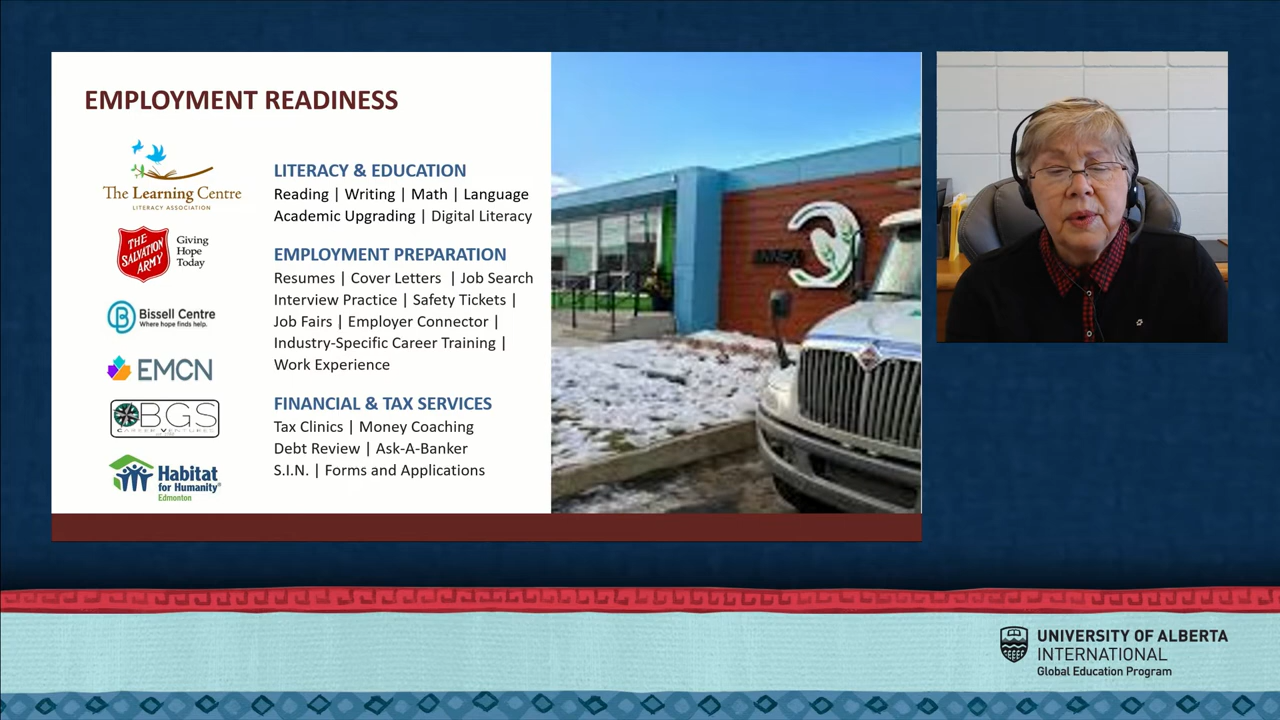 EMPLOYMENT READINESS
The Learning Centre
LITERACY ASSOCIATION
THE SALVATION ARMY
Giving
Hope
Today
Bissell Centre
Where hope finds help.
EMCN
BGS
CAREER VENTURES
Habitat
for Humanity®
Edmonton
LITERACY & EDUCATION
Reading | Writing | Math | Language
Academic Upgrading | Digital Literacy
EMPLOYMENT PREPARATION
Resumes | Cover Letters | Job Search
Interview Practice | Safety Tickets |
Job Fairs | Employer Connector |
Industry-Specific Career Training |
Work Experience
FINANCIAL & TAX SERVICES
Tax Clinics | Money Coaching
Debt Review | Ask-A-Banker
S.I.N. | Forms and Applications
ANNEX
UNIVERSITY OF ALBERTA
INTERNATIONAL
Global Education Program